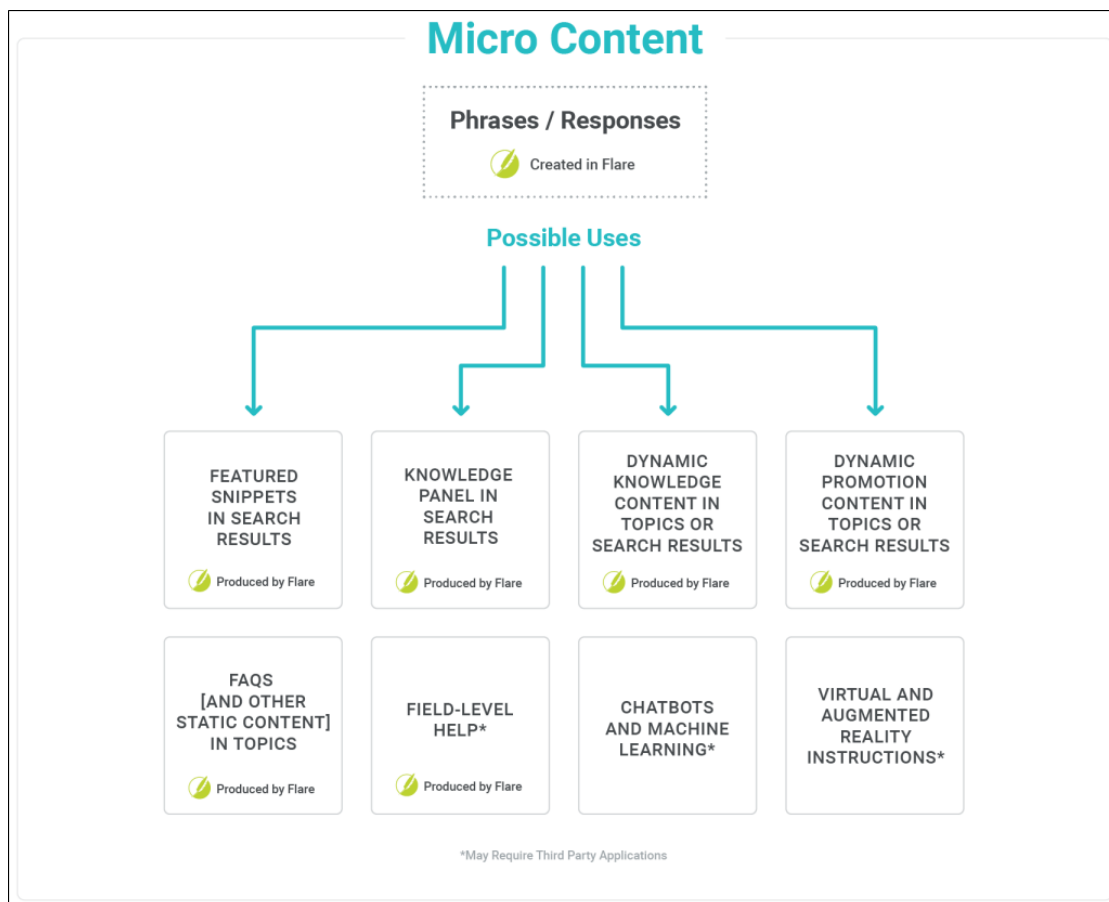 Micro Content
Phrases / Responses
Created in Flare
Possible Uses
FEATURED
SNIPPETS
IN SEARCH
RESULTS
Produced by Flare
KNOWLEDGE
PANEL IN
SEARCH
RESULTS
Produced by Flare
DYNAMIC
KNOWLEDGE
CONTENT IN
TOPICS OR
SEARCH RESULTS
Produced by Flare
DYNAMIC
PROMOTION
CONTENT IN
TOPICS OR
SEARCH RESULTS
Produced by Flare
FAQS
[AND OTHER
STATIC CONTENT]
IN TOPICS
Produced by Flare
FIELD-LEVEL
HELP*
Produced by Flare
CHATBOTS
AND MACHINE
LEARNING*
VIRTUAL AND
AUGMENTED
REALITY
INSTRUCTIONS*
*May Require Third Party Applications